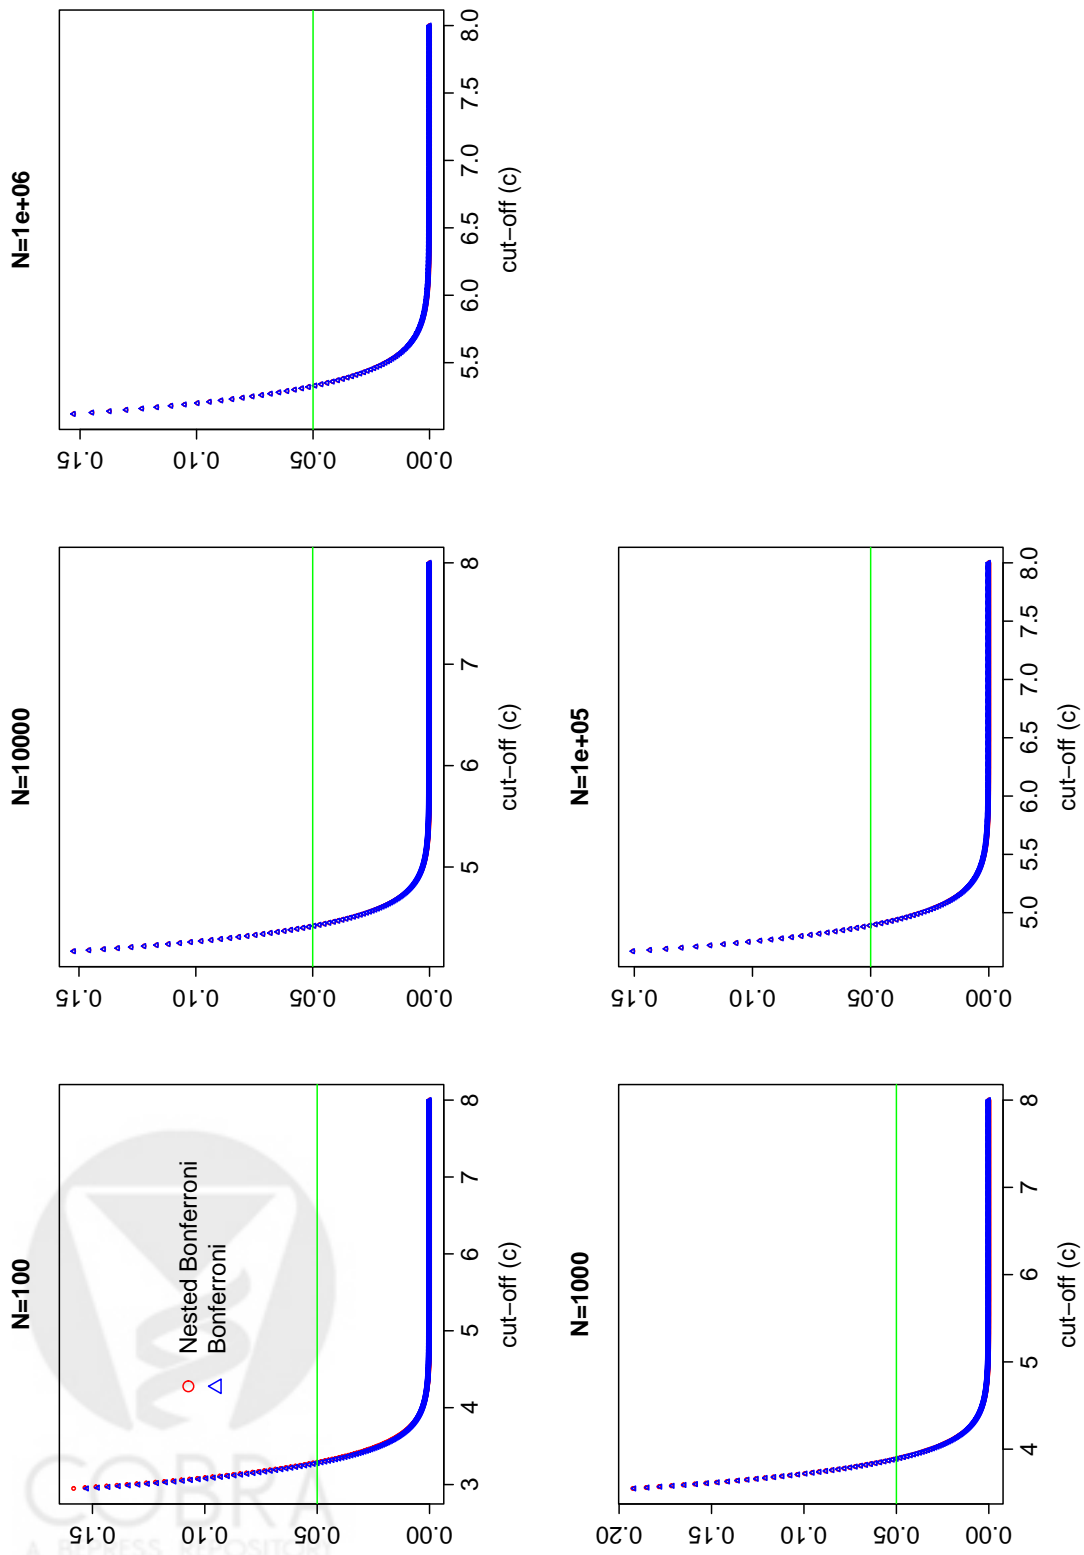 N=100
0.15
0.10
0.05
0.00
3 4 5 6 7 8
cut−off (c)
Nested Bonferroni
Bonferroni
N=10000
0.15
0.10
0.05
0.00
5 6 7 8
cut−off (c)
N=1e+06
0.15
0.10
0.05
0.00
5.5 6.0 6.5 7.0 7.5 8.0
cut−off (c)
N=1000
0.20
0.15
0.10
0.05
0.00
4 5 6 7 8
cut−off (c)
N=1e+05
0.15
0.10
0.05
0.00
5.0 5.5 6.0 6.5 7.0 7.5 8.0
cut−off (c)
COBRA
A BEPRESS REPOSITORY